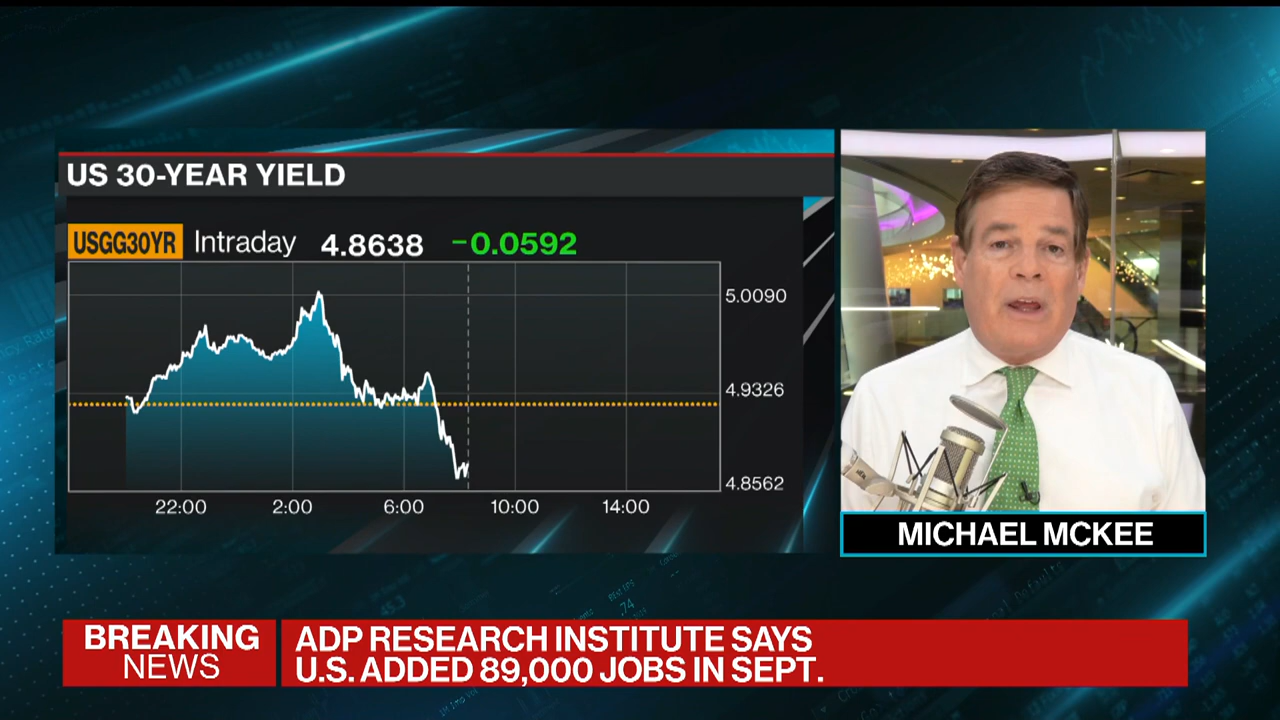 US 30-YEAR YIELD
USGG30YR Intraday 4.8638 -0.0592
5.0090
4.9326
4.8562
22:00 2:00 6:00 10:00 14:00
MICHAEL MCKEE
BREAKING
NEWS
ADP RESEARCH INSTITUTE SAYS
U.S. ADDED 89,000 JOBS IN SEPT.